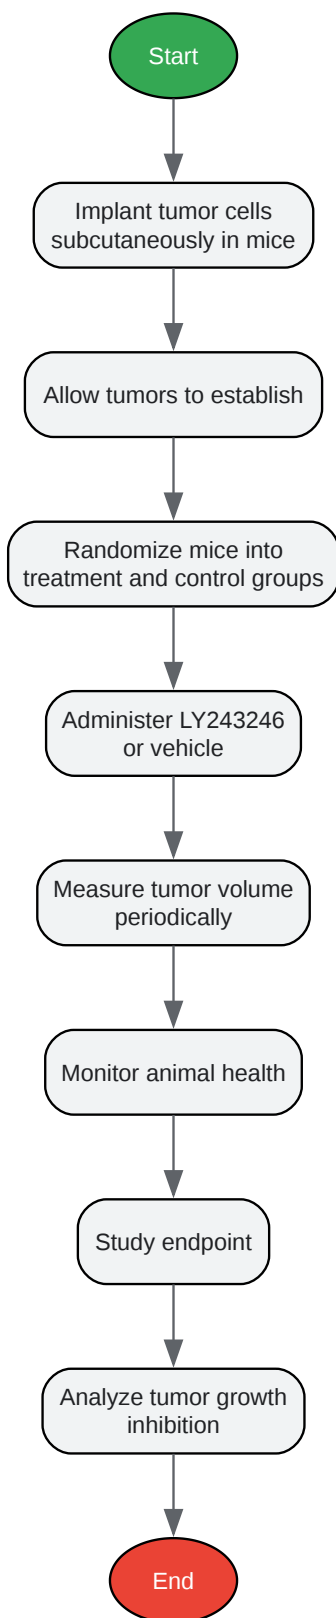 Start
Implant tumor cells
subcutaneously in mice
Allow tumors to establish
Randomize mice into
treatment and control groups
Administer LY243246
or vehicle
Measure tumor volume
periodically
Monitor animal health
Study endpoint
Analyze tumor growth
inhibition
End